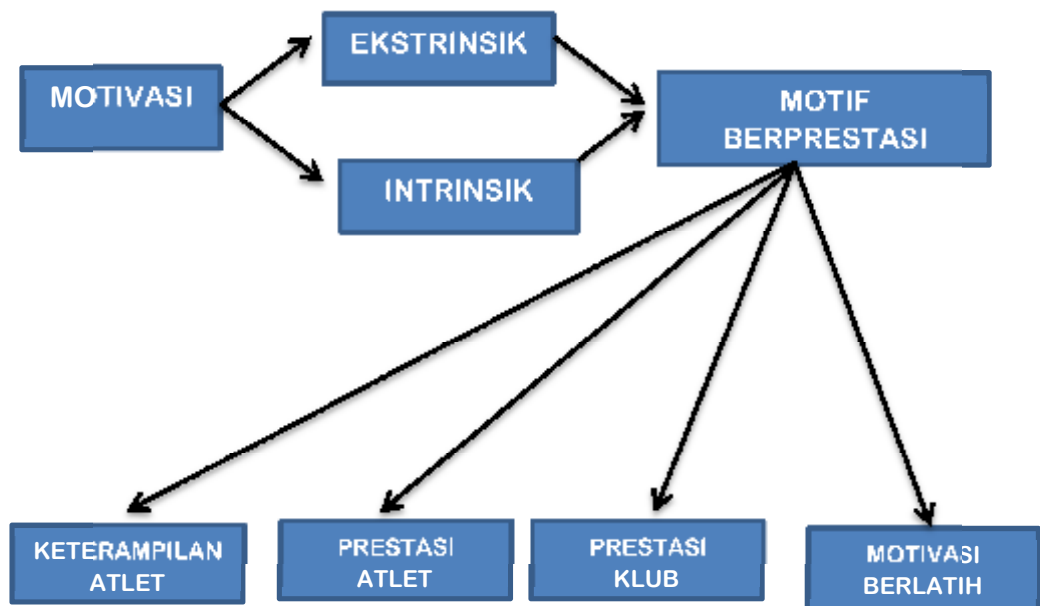 MOTIVASI
EKSTRINSIK
INTRINSIK
MOTIF
BERPRESTASI
KETERAMPILAN
ATLET
PRESTASI
ATLET
PRESTASI
KLUB
MOTIVASI
BERLATIH